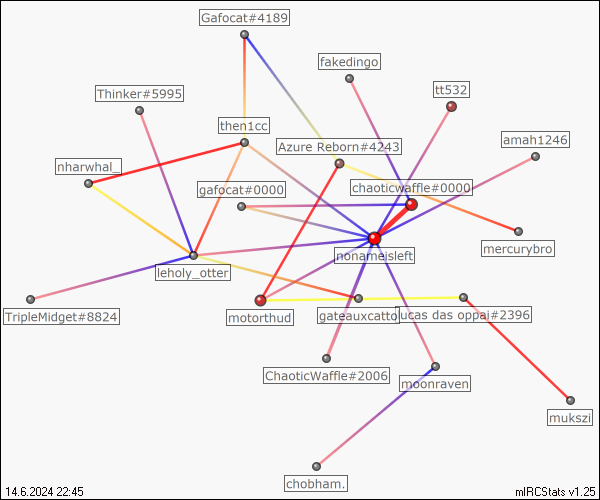 Gafocat#4189
fakedingo
Thinker#5995
tt532
then1cc
amah1246
Azure Reborn#4243
nharwhal_
gafocat#0000
chaoticwaffle#0000
mercurybro
nonameisleft
leholy_otter
TripleMidget#8824
motorthud
gateauxcatto
lucas das oppai#2396
ChaoticWaffle#2006
moonraven
mukszi
chobham.
14.6.2024 22:45
mIRCStats v1.25